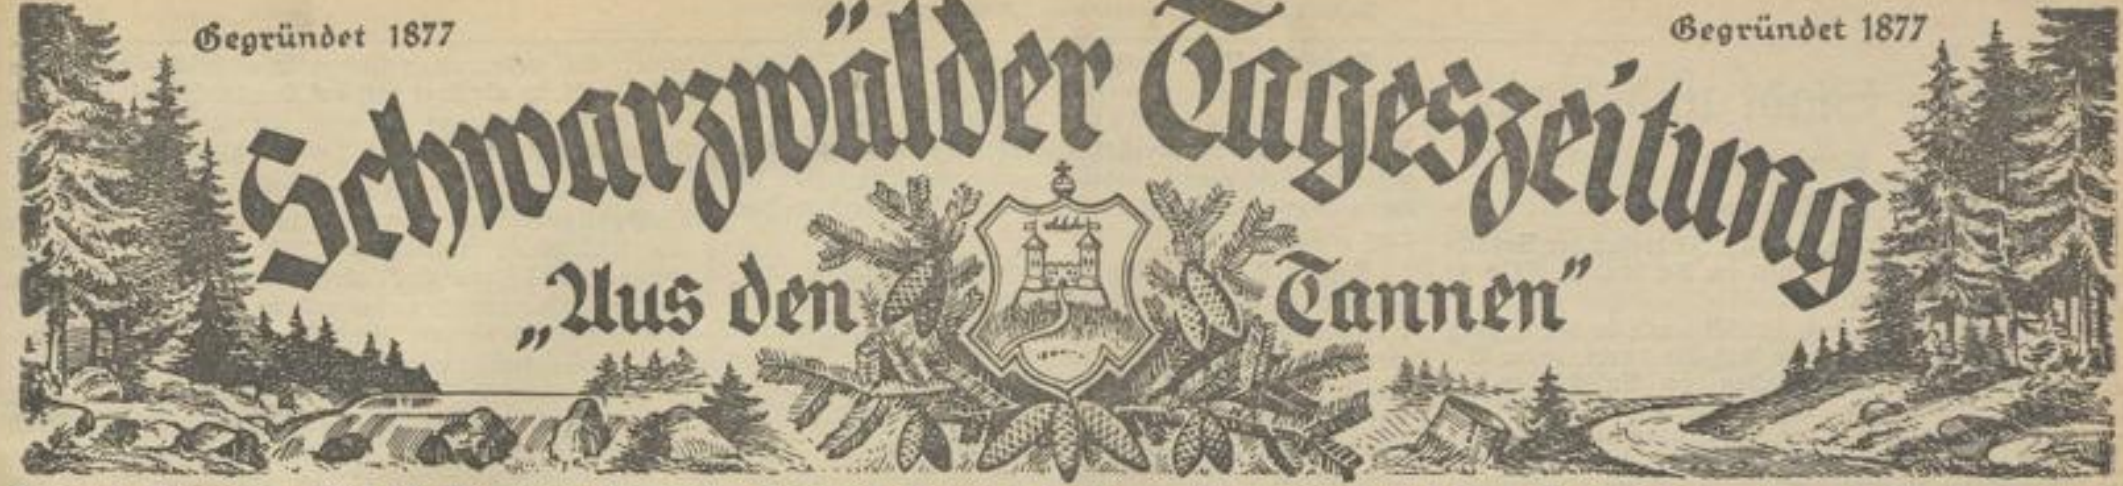 Gegründet 1877 Gegründet 1877
Schwarzwälder Tageszeitung
„Aus den Tannen“